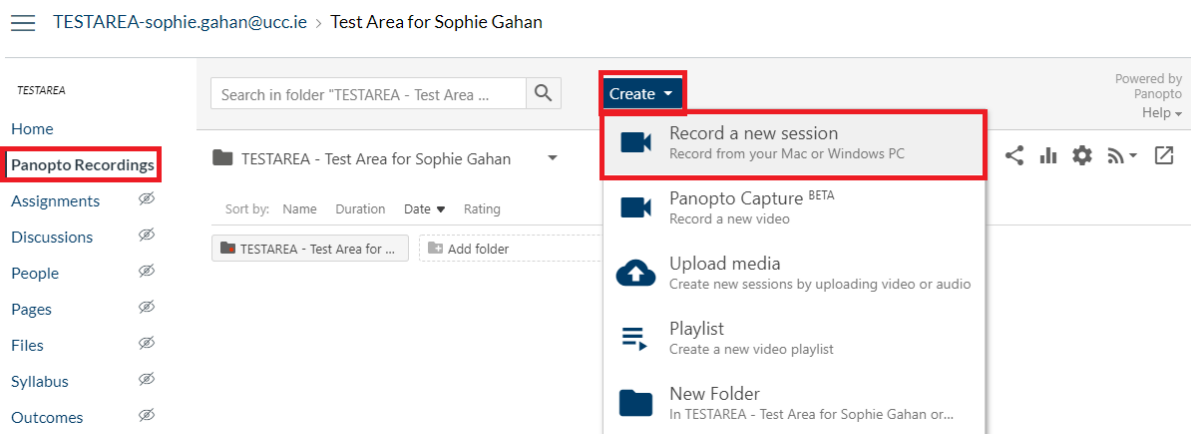 TESTAREA-sophie.gahan@ucc.ie > Test Area for Sophie Gahan
TESTAREA
Home
Panopto Recordings
Assignments
Discussions
People
Pages
Files
Syllabus
Outcomes
Search in folder "TESTAREA - Test Area ...
Create
Powered by
Panopto
Help
TESTAREA - Test Area for Sophie Gahan
Sort by: Name Duration Date Rating
TESTAREA - Test Area for ... Add folder
Record a new session
Record from your Mac or Windows PC
Panopto Capture BETA
Record a new video
Upload media
Create new sessions by uploading video or audio
Playlist
Create a new video playlist
New Folder
In TESTAREA - Test Area for Sophie Gahan or...